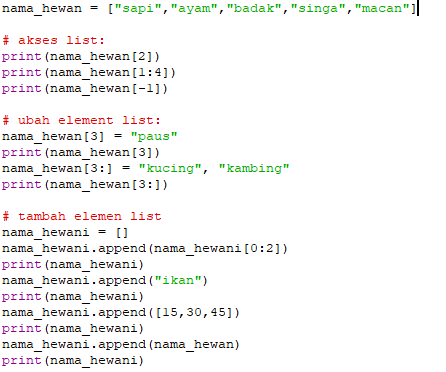 nama_hewan = ["sapi","ayam","badak","singa","macan"]
# akses list:
print(nama_hewan[2])
print(nama_hewan[1:4])
print(nama_hewan[-1])
# ubah element list:
nama_hewan[3] = "paus"
print(nama_hewan[3])
nama_hewan[3:] = "kucing", "kambing"
print(nama_hewan[3:])
# tambah elemen list
nama_hewani = []
nama_hewani.append(nama_hewani[0:2])
print(nama_hewani)
nama_hewani.append("ikan")
print(nama_hewani)
nama_hewani.append([15,30,45])
print(nama_hewani)
nama_hewani.append(nama_hewan)
print(nama_hewani)